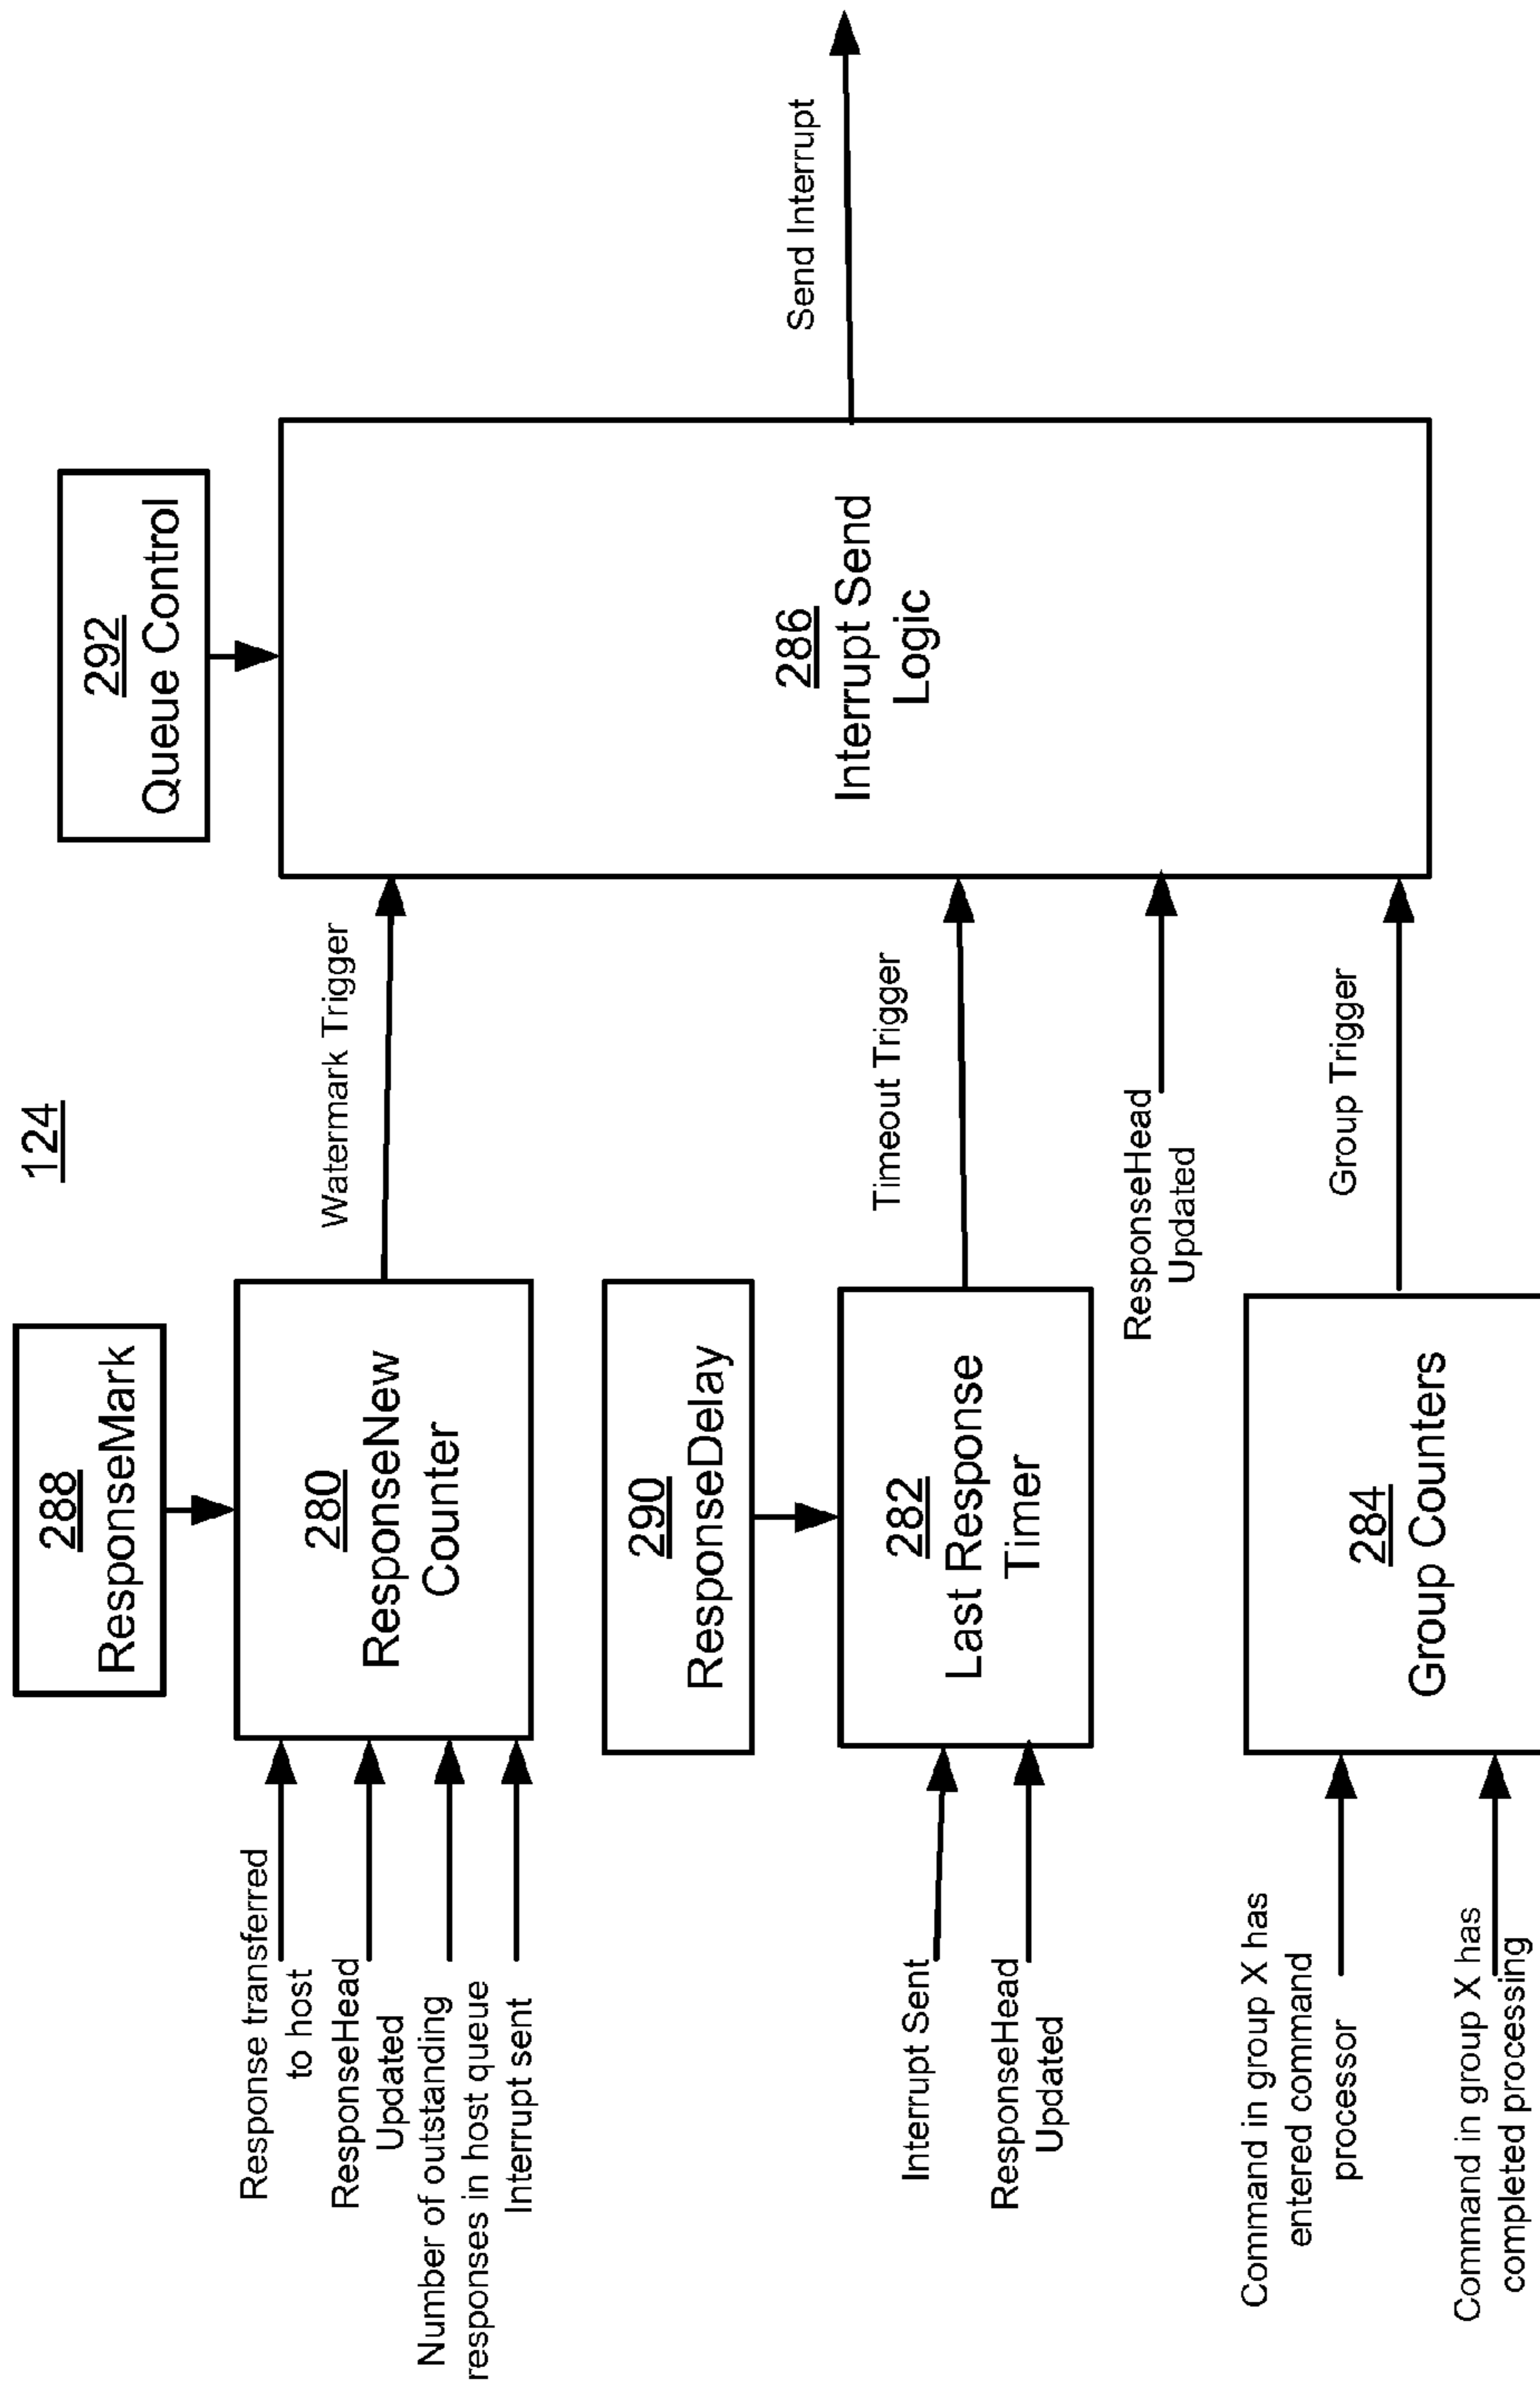 124
288
ResponseMark
Response transferred
to host
ResponseHead
Updated
Number of outstanding
responses in host queue
Interrupt sent
280
ResponseNew
Counter
Watermark Trigger
292
Queue Control
290
ResponseDelay
Interrupt Sent
ResponseHead
Updated
282
Last Response
Timer
Timeout Trigger
ResponseHead
Updated
286
Interrupt Send
Logic
Send Interrupt
Command in group X has
entered command
processor
Command in group X has
completed processing
284
Group Counters
Group Trigger